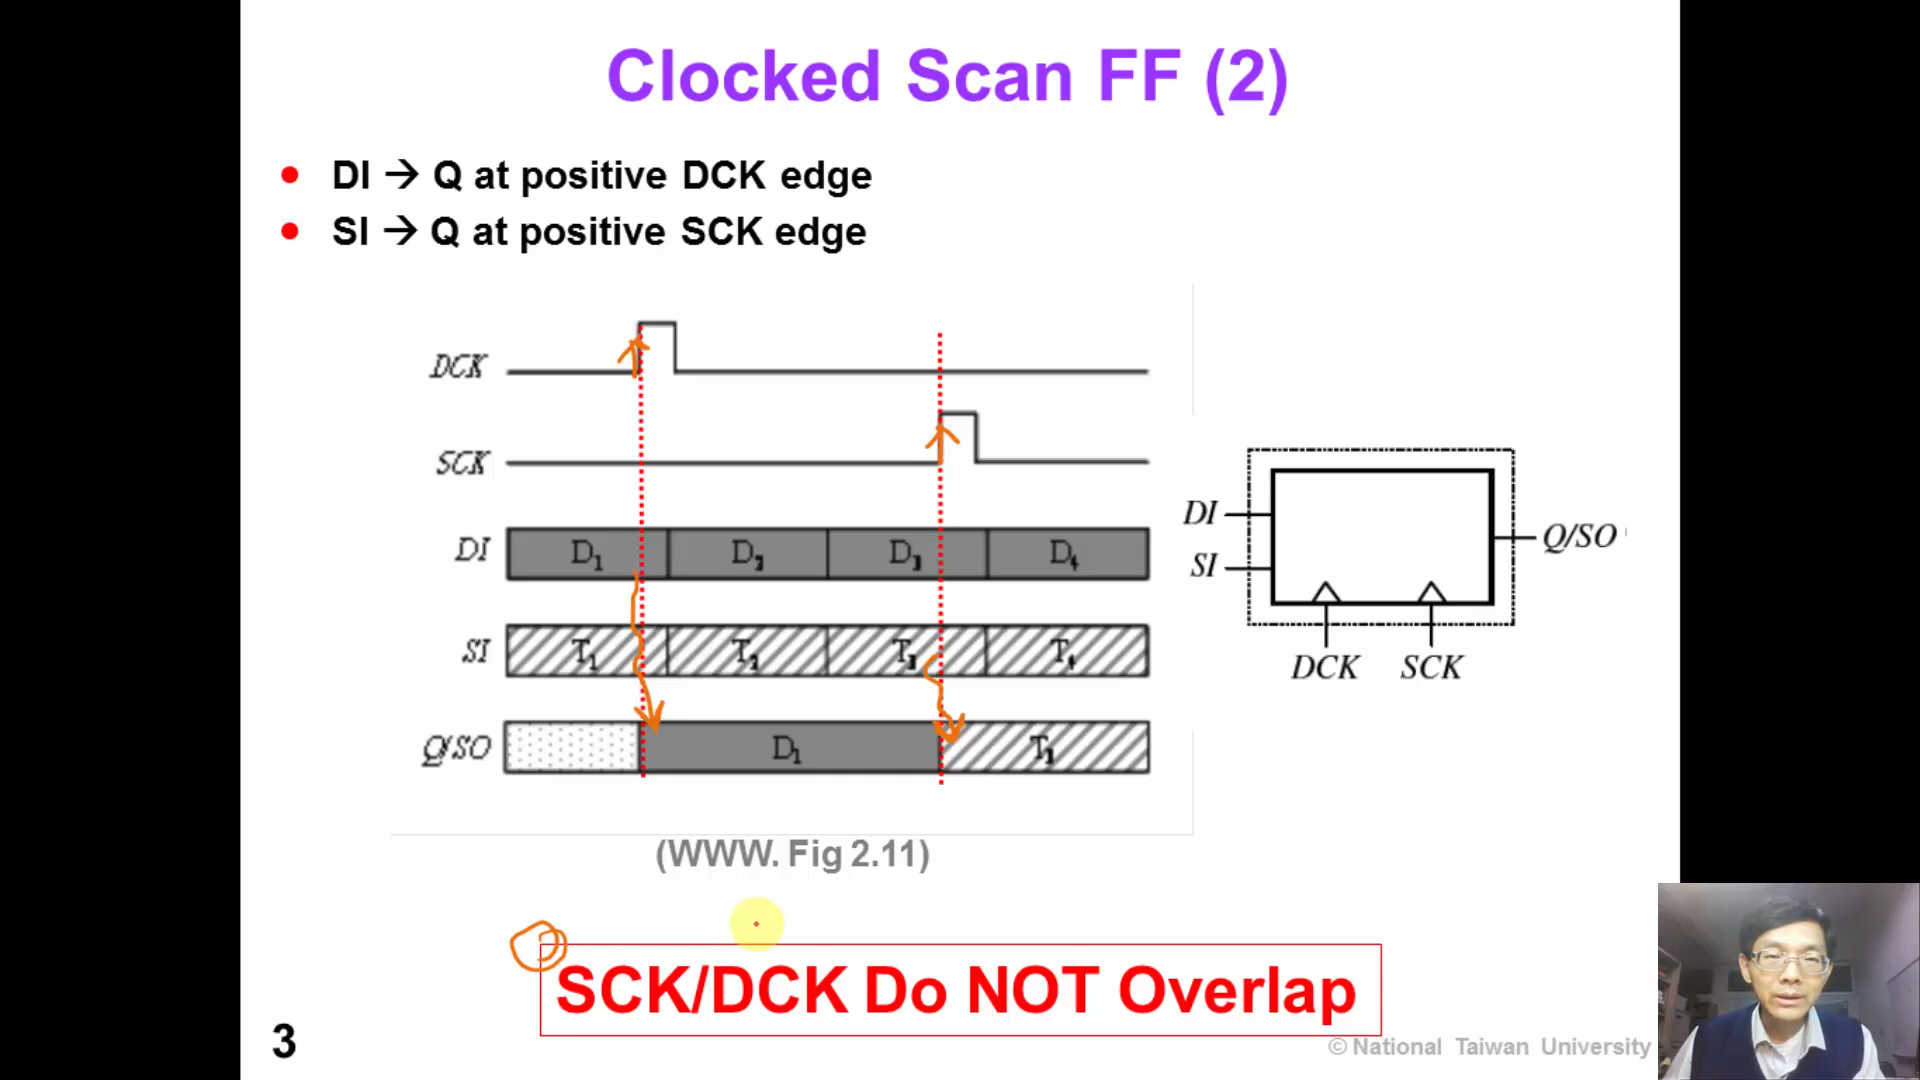 Clocked Scan FF (2)
• DI → Q at positive DCK edge
• SI → Q at positive SCK edge
DCK
SCK
DI D₁ D₂ D₃ D₄
SI T₁ T₂ T₃ T₄
Q/SO D₁ T₃
DI
SI
Q/SO
DCK SCK
(WWW. Fig 2.11)
SCK/DCK Do NOT Overlap
3
© National Taiwan University